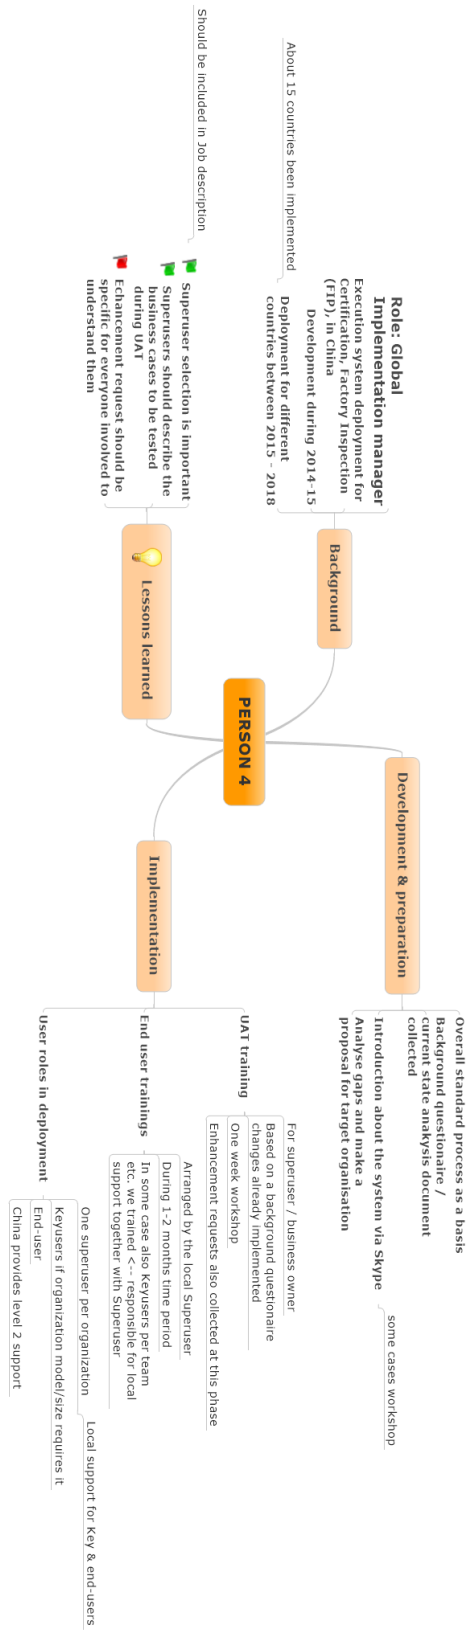 PERSON 4
Background
Role: Global
Implementation manager
Execution system deployment for
Certification, Factory Inspection
(FIP), in China
Development during 2014-15
Deployment for different
countries between 2015 - 2018
About 15 countries been implemented
Lessons learned
Superuser selection is important
Should be included in Job description
Superusers should describe the
business cases to be tested
during UAT
Echancement request should be
specific for everyone involved to
understand them
Development & preparation
Overall standard process as a basis
Background questionaire /
current state anakysis document
collected
Introduction about the system via Skype
some cases workshop
Analyse gaps and make a
proposal for target organisation
Implementation
UAT training
For superuser / business owner
Based on a background questionaire
changes already implemented
One week workshop
Enhancement requests also collected at this phase
End user trainings
Arranged by the local Superuser
During 1-2 months time period
In some case also Keyusers per team
etc. we trained <-- responsible for local
support together with Superuser
User roles in deployment
One superuser per organization
Local support for Key & end-users
Keyusers if organization model/size requires it
End-user
China provides level 2 support